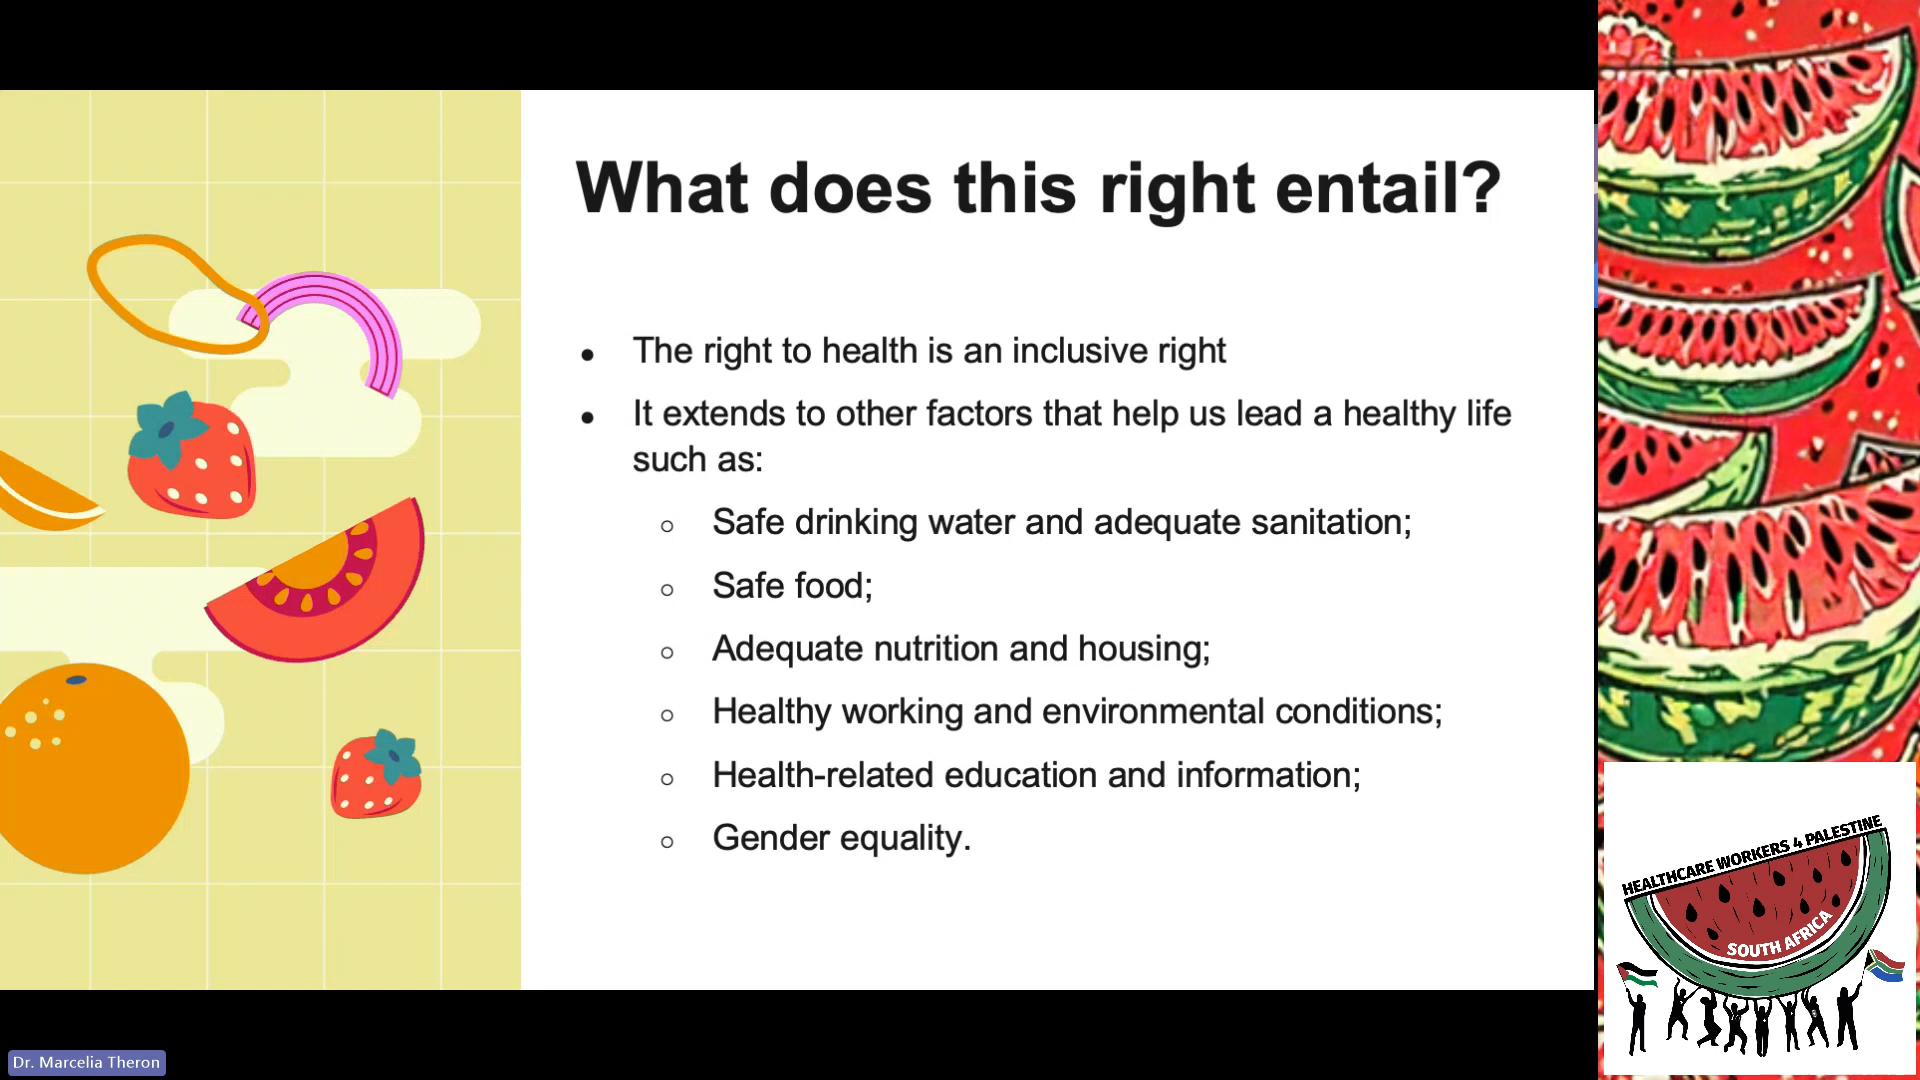 What does this right entail?
• The right to health is an inclusive right
• It extends to other factors that help us lead a healthy life
such as:
○ Safe drinking water and adequate sanitation;
○ Safe food;
○ Adequate nutrition and housing;
○ Healthy working and environmental conditions;
○ Health-related education and information;
○ Gender equality.
HEALTHCARE WORKERS 4 PALESTINE
SOUTH AFRICA
Dr. Marcelia Theron